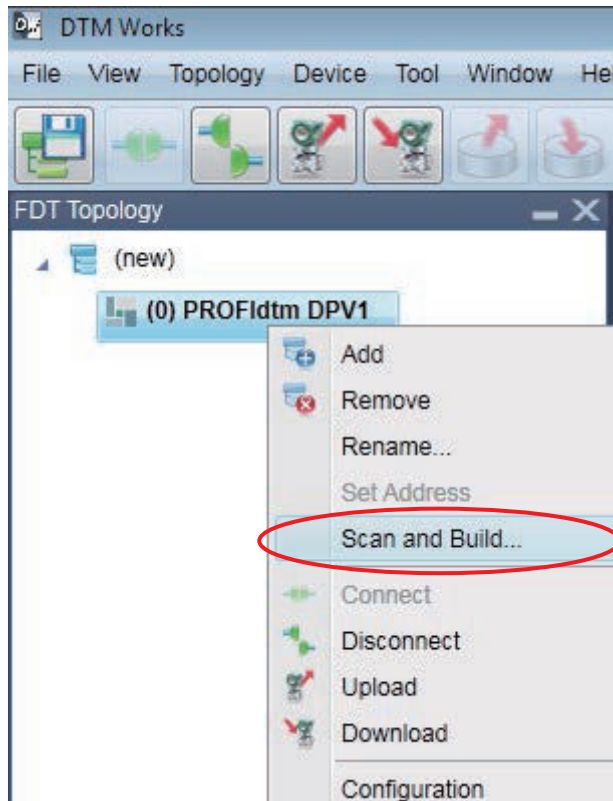 DTM Works
File View Topology Device Tool Window Hel
FDT Topology
(new)
(0) PROFIdtm DPV1
Add
Remove
Rename...
Set Address
Scan and Build...
Connect
Disconnect
Upload
Download
Configuration